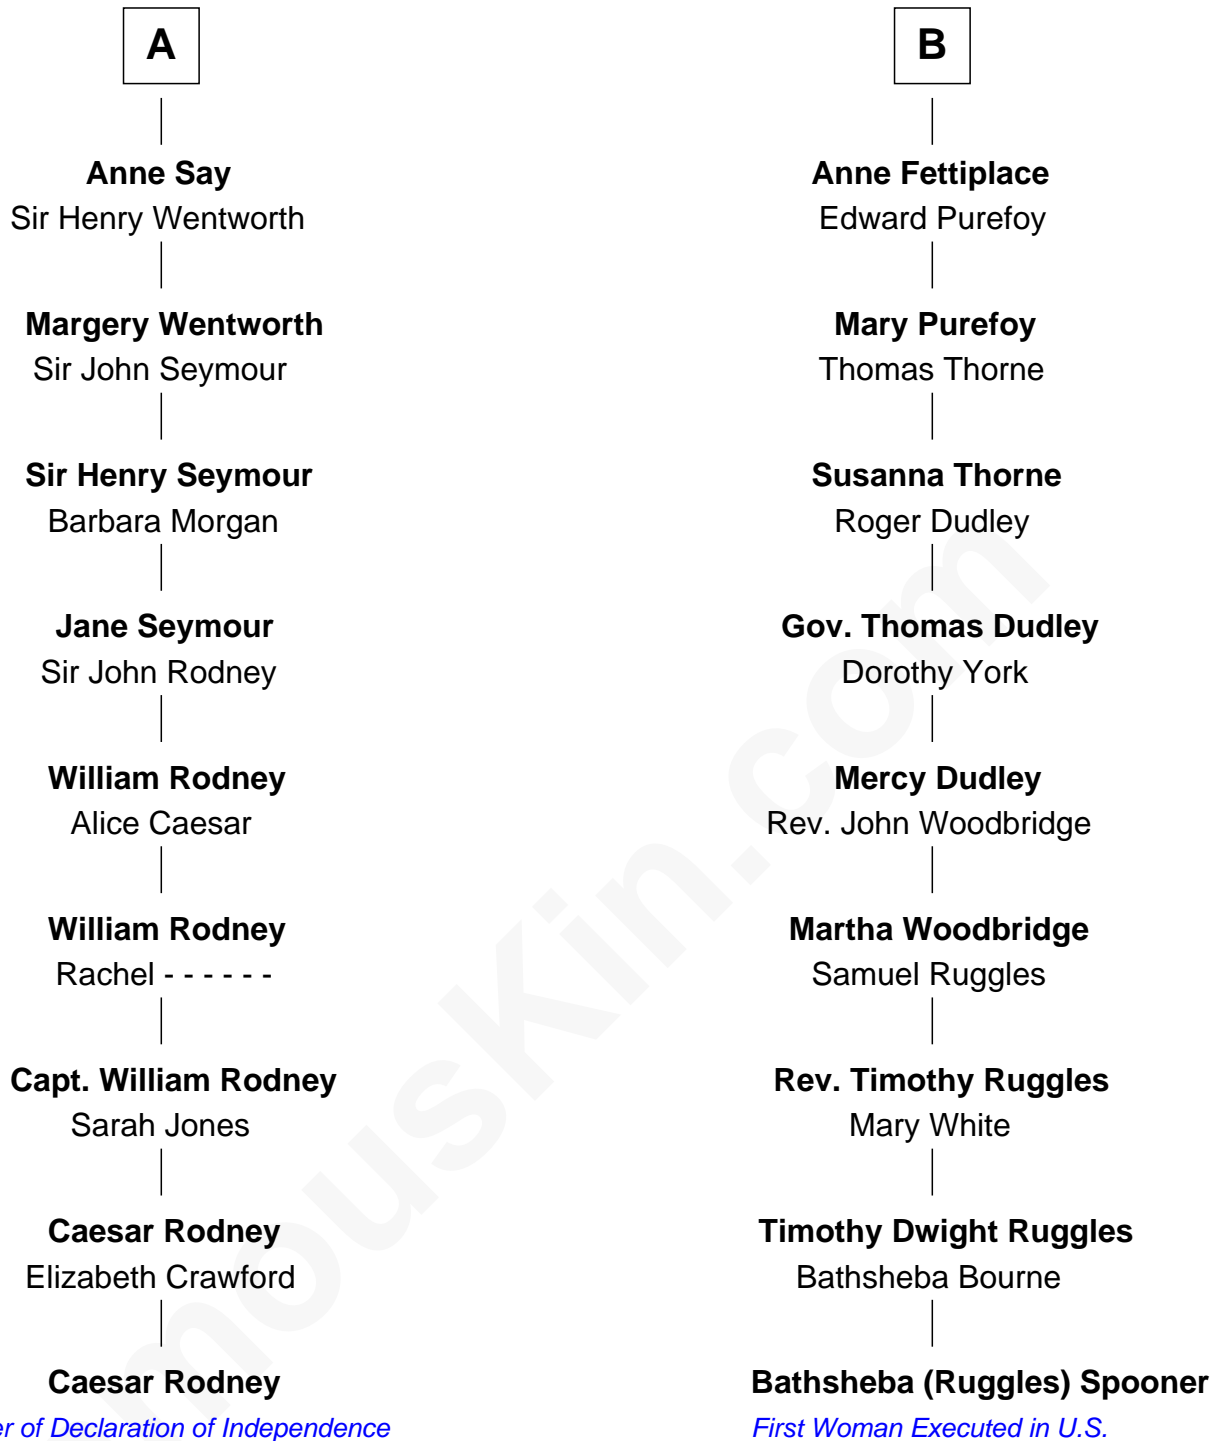 A
Anne Say
Sir Henry Wentworth
Margery Wentworth
Sir John Seymour
Sir Henry Seymour
Barbara Morgan
Jane Seymour
Sir John Rodney
William Rodney
Alice Caesar
William Rodney
Rachel - - - - - -
Capt. William Rodney
Sarah Jones
Caesar Rodney
Elizabeth Crawford
Caesar Rodney
er of Declaration of Independence
B
Anne Fettiplace
Edward Purefoy
Mary Purefoy
Thomas Thorne
Susanna Thorne
Roger Dudley
Gov. Thomas Dudley
Dorothy York
Mercy Dudley
Rev. John Woodbridge
Martha Woodbridge
Samuel Ruggles
Rev. Timothy Ruggles
Mary White
Timothy Dwight Ruggles
Bathsheba Bourne
Bathsheba (Ruggles) Spooner
First Woman Executed in U.S.
mousKin.com